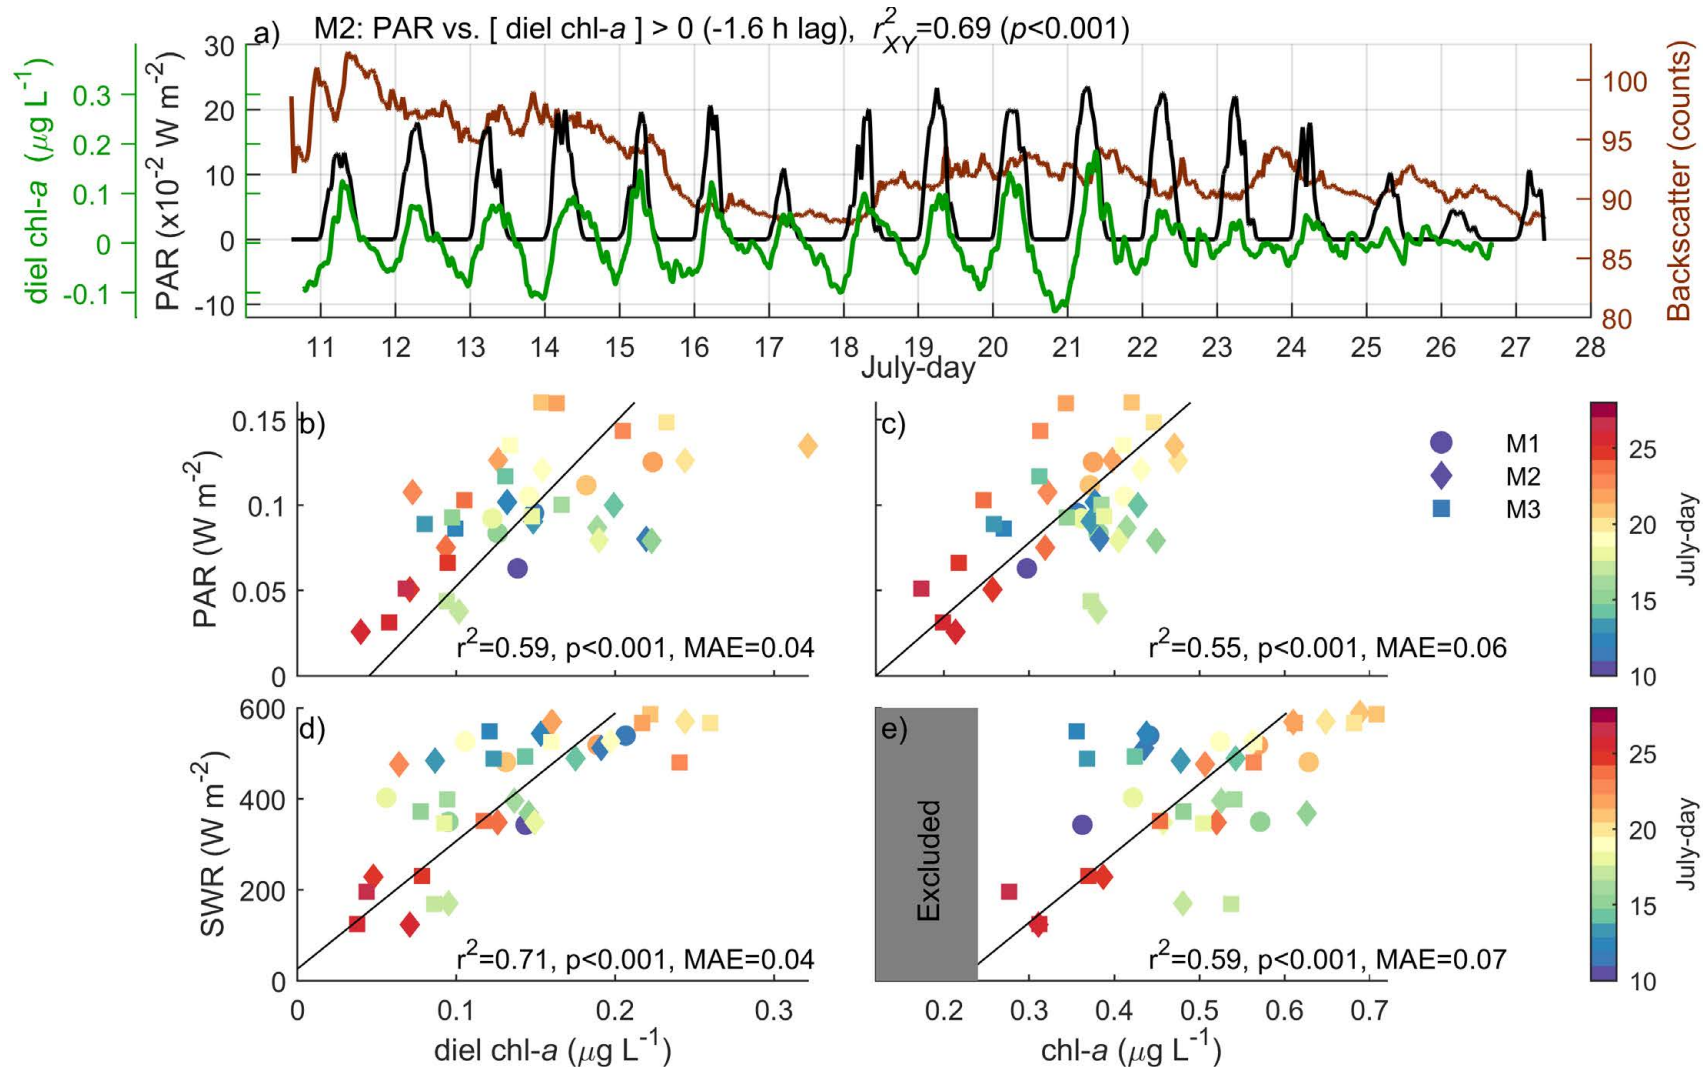 a) M2: PAR vs. [ diel chl-a ] > 0 (-1.6 h lag), r²XY=0.69 (p<0.001)
diel chl-a (μg L⁻¹)
0.3
0.2
0.1
0
-0.1
PAR (x10⁻² W m⁻²)
30
20
10
0
-10
Backscatter (counts)
100
95
90
85
80
11 12 13 14 15 16 17 18 19 20 21 22 23 24 25 26 27 28
July-day
b)
PAR (W m⁻²)
0.15
0.1
0.05
0
r²=0.59, p<0.001, MAE=0.04
c)
r²=0.55, p<0.001, MAE=0.06
M1
M2
M3
25
20
15
10
July-day
d)
SWR (W m⁻²)
600
400
200
0
r²=0.71, p<0.001, MAE=0.04
0 0.1 0.2 0.3
diel chl-a (μg L⁻¹)
e)
Excluded
r²=0.59, p<0.001, MAE=0.07
0.2 0.3 0.4 0.5 0.6 0.7
chl-a (μg L⁻¹)
25
20
15
10
July-day